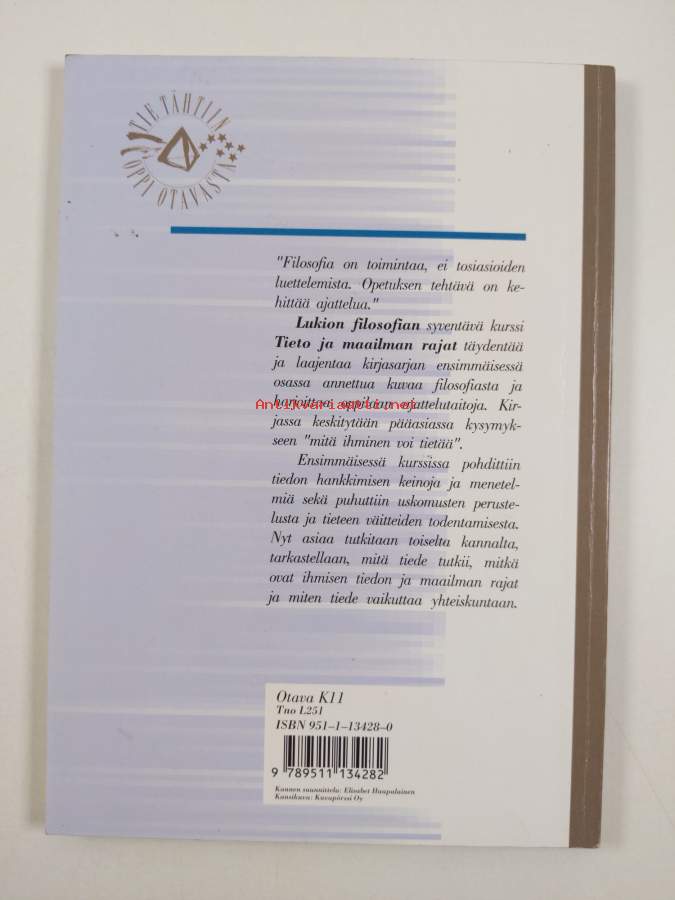 TIE TÄHTIIN
OPPI OTAVASTA
"Filosofia on toimintaa, ei tosiasioiden
luettelemista. Opetuksen tehtävä on ke-
hittää ajattelua."
Lukion filosofian syventävä kurssi
Tieto ja maailman rajat täydentää
ja laajentaa kirjasarjan ensimmäisessä
osassa annettua kuvaa filosofiasta ja
harjoittaa oppilaan ajattelutaitoja. Kir-
jassa keskitytään pääasiassa kysymyk-
seen "mitä ihminen voi tietää".
Ensimmäisessä kurssissa pohdittiin
tiedon hankkimisen keinoja ja menetel-
miä sekä puhuttiin uskomusten peruste-
lusta ja tieteen väitteiden todentamisesta.
Nyt asiaa tutkitaan toiselta kannalta,
tarkastellaan, mitä tiede tutkii, mitkä
ovat ihmisen tiedon ja maailman rajat
ja miten tiede vaikuttaa yhteiskuntaan.
Otava K11
Tno L251
ISBN 951-1-13428-0
9 789511 134282
Kannen suunnittelu: Elisabet Haapalainen
Kansikuva: Kuvapörssi Oy